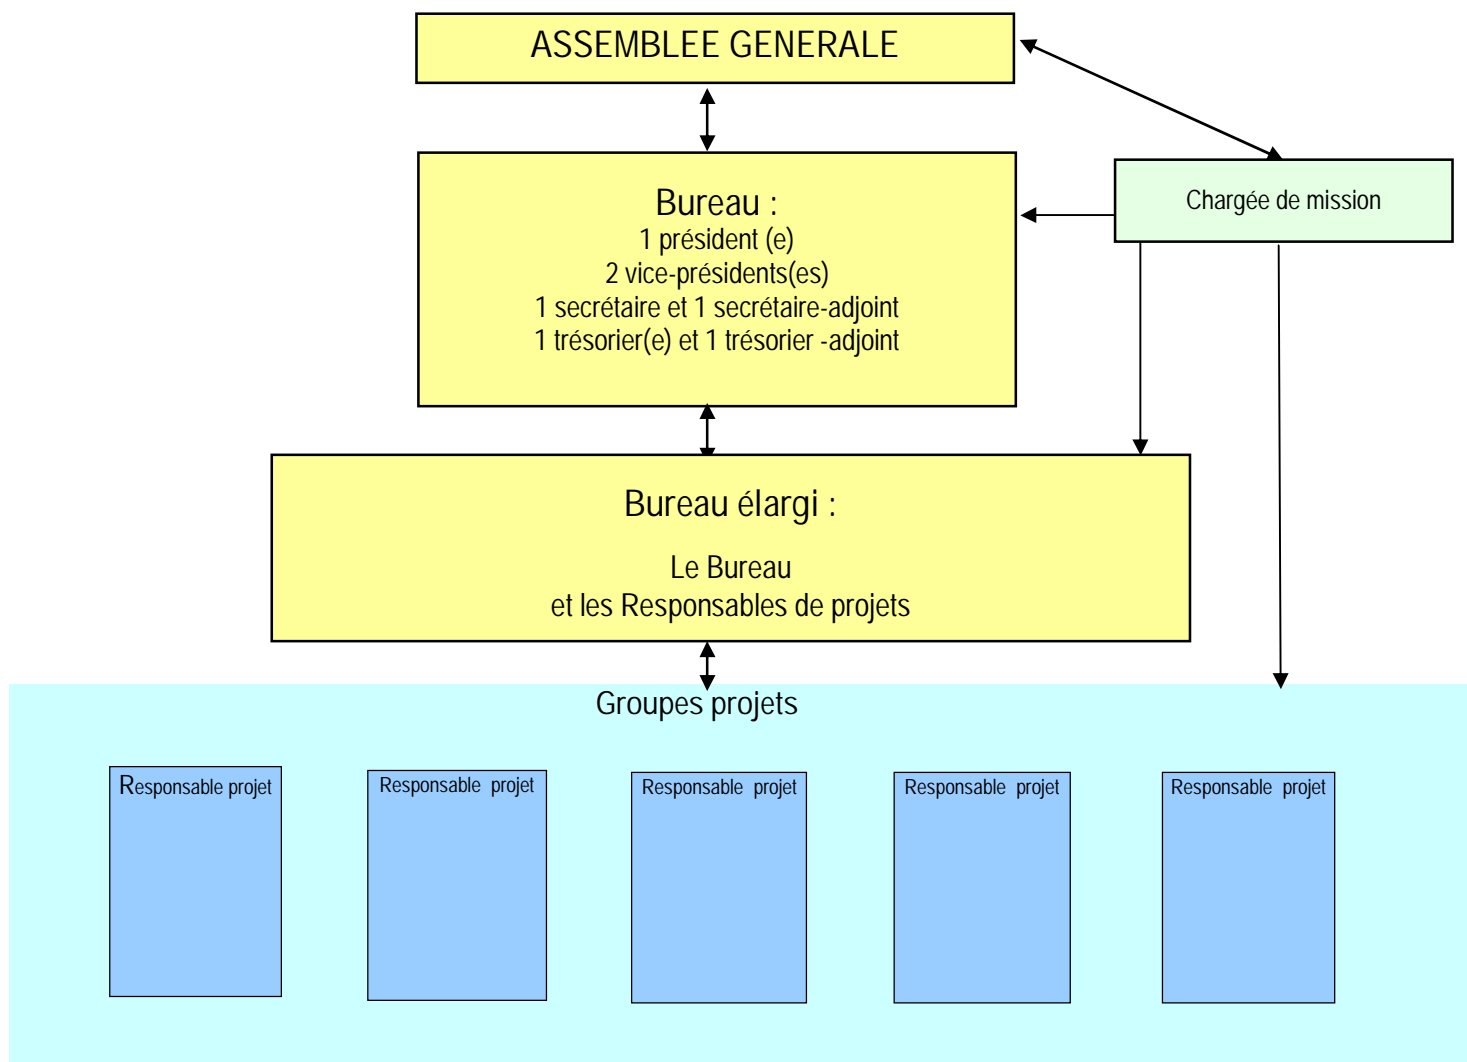 ASSEMBLEE GENERALE
Bureau :
1 président (e)
2 vice-présidents(es)
1 secrétaire et 1 secrétaire-adjoint
1 trésorier(e) et 1 trésorier -adjoint
Chargée de mission
Bureau élargi :
Le Bureau
et les Responsables de projets
Groupes projets
Responsable projet
Responsable projet
Responsable projet
Responsable projet
Responsable projet